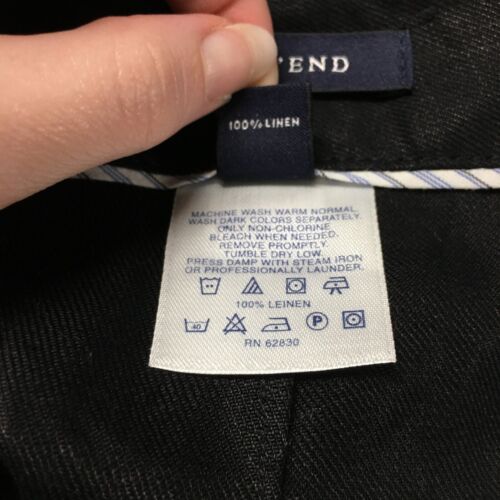 'END
100% LINEN
MACHINE WASH WARM NORMAL.
WASH DARK COLORS SEPARATELY.
ONLY NON-CHLORINE
BLEACH WHEN NEEDED.
REMOVE PROMPTLY.
TUMBLE DRY LOW.
PRESS DAMP WITH STEAM IRON
OR PROFESSIONALLY LAUNDER.
100% LEINEN
40
P
RN 62830